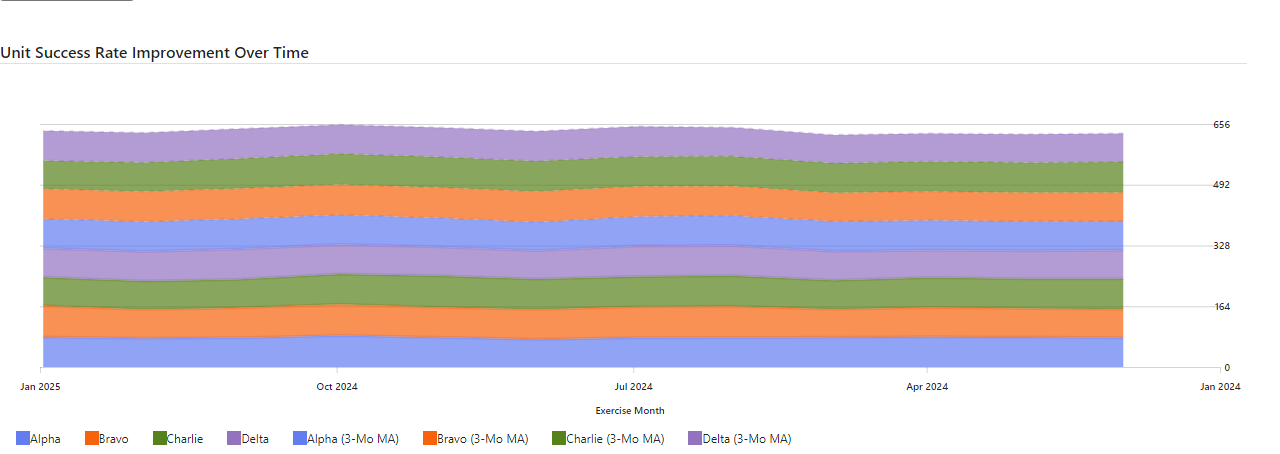 Unit Success Rate Improvement Over Time
656
492
328
164
0
Jan 2025 Oct 2024 Jul 2024 Apr 2024 Jan 2024
Exercise Month
Alpha Bravo Charlie Delta Alpha (3-Mo MA) Bravo (3-Mo MA) Charlie (3-Mo MA) Delta (3-Mo MA)